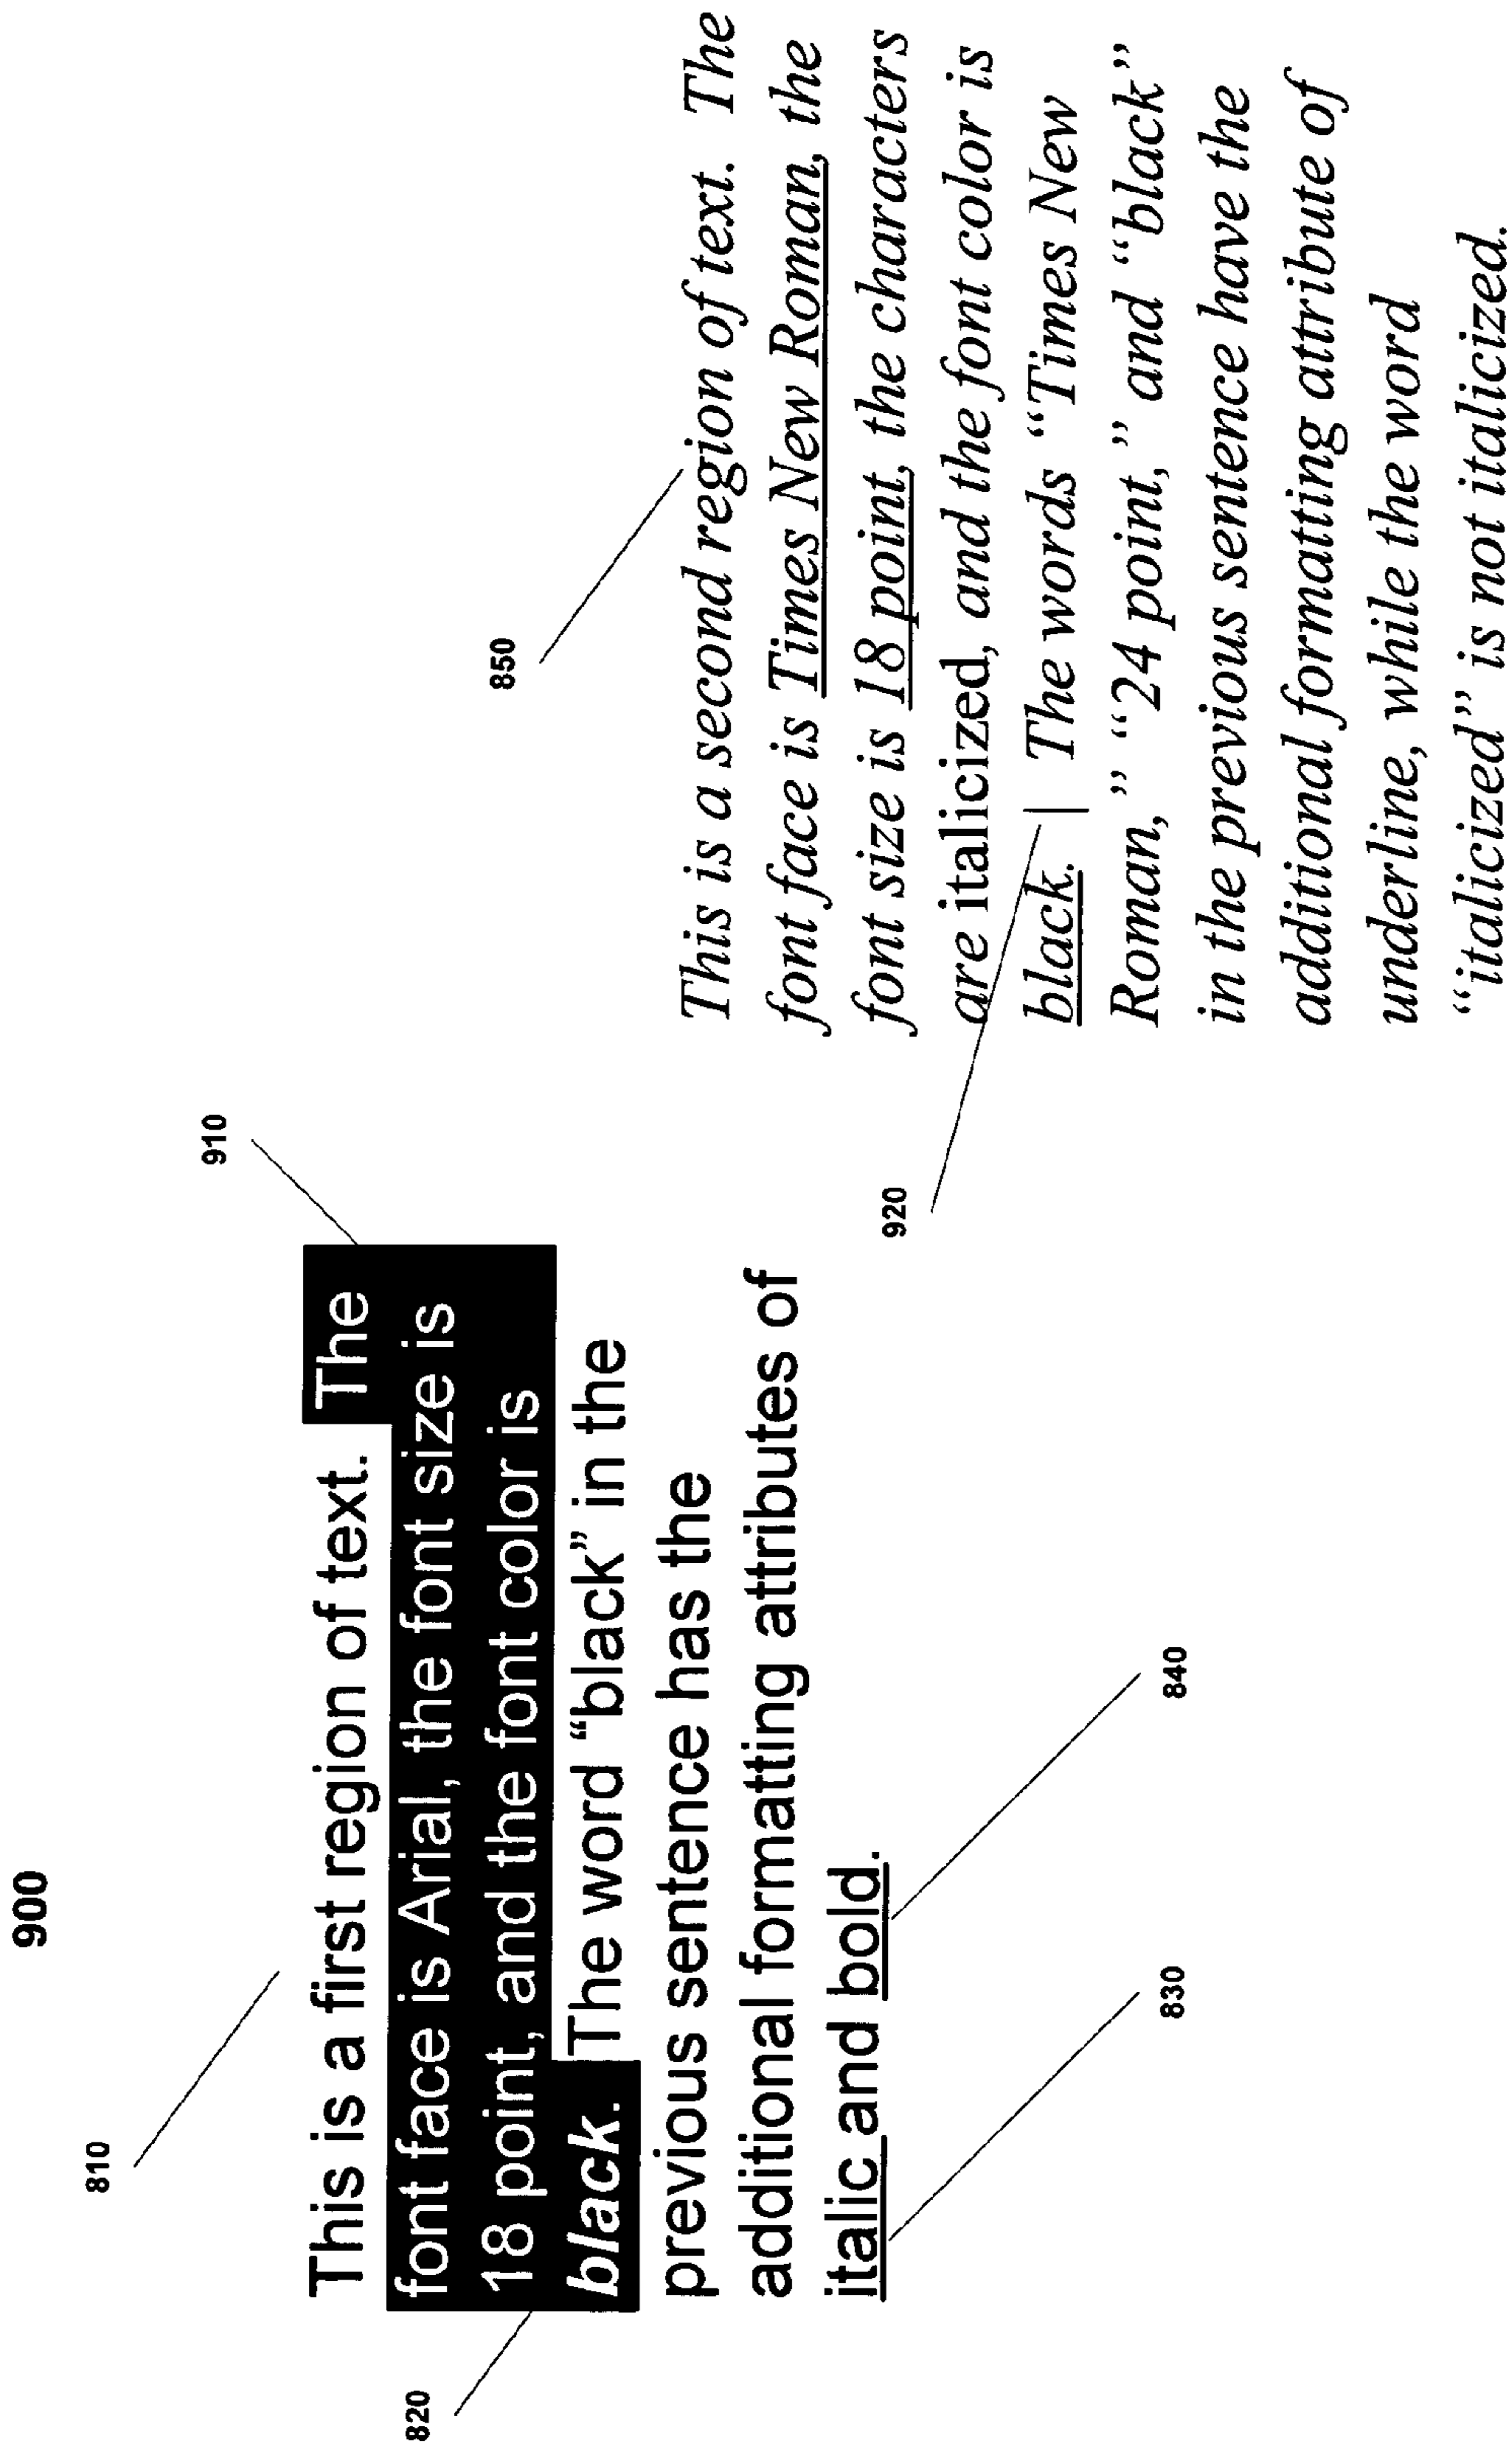 900
810
This is a first region of text. The
font face is Arial, the font size is
18 point, and the font color is
black. The word “black” in the
previous sentence has the
additional formatting attributes of
italic and bold.
820
910
830
840
850
This is a second region of text. The
font face is Times New Roman, the
font size is 18 point, the characters
are italicized, and the font color is
black. The words “Times New
Roman,” “24 point,” and “black”
in the previous sentence have the
additional formatting attribute of
underline, while the word
“italicized” is not italicized.
920